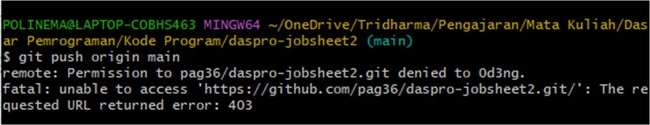 POLINEMA@LAPTOP-COBHS463 MINGW64 ~/OneDrive/Tridharma/Pengajaran/Mata Kuliah/Das
ar Pemrograman/Kode Program/daspro-jobsheet2 (main)
$ git push origin main
remote: Permission to pag36/daspro-jobsheet2.git denied to Od3ng.
fatal: unable to access 'https://github.com/pag36/daspro-jobsheet2.git/': The re
quested URL returned error: 403